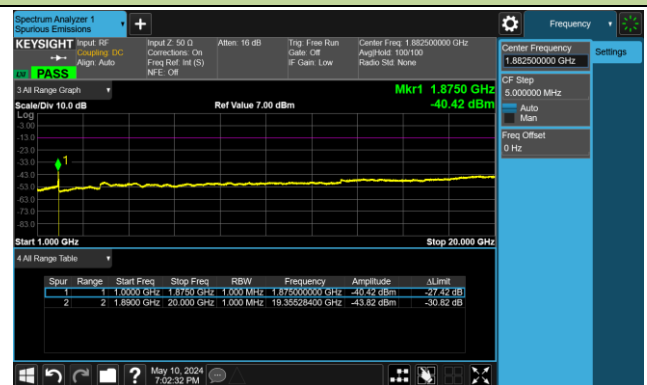 Spectrum Analyzer 1
Spurious Emissions
Frequency
KEYSIGHT
Input: RF
Coupling: DC
Align: Auto
Input Z: 50 Ω
Corrections: On
Freq Ref: Int (S)
NFE: Off
Atten: 16 dB
Trig: Free Run
Gate: Off
IF Gain: Low
Center Freq: 1.882500000 GHz
Avg|Hold: 100/100
Radio Std: None
PASS
Center Frequency
1.882500000 GHz
Settings
CF Step
5.000000 MHz
Auto
Man
Freq Offset
0 Hz
3 All Range Graph
Mkr1 1.8750 GHz
Scale/Div 10.0 dB
Ref Value 7.00 dBm
-40.42 dBm
Log
-3.00
-13.0
-23.0
-33.0
-43.0
-53.0
-63.0
-73.0
-83.0
1
Start 1.000 GHz
Stop 20.000 GHz
4 All Range Table
Spur Range Start Freq Stop Freq RBW Frequency Amplitude ΔLimit
1 1 1.0000 GHz 1.8750 GHz 1.000 MHz 1.875000000 GHz -40.42 dBm -27.42 dB
2 2 1.8900 GHz 20.000 GHz 1.000 MHz 19.35528400 GHz -43.82 dBm -30.82 dB
May 10, 2024
7:02:32 PM